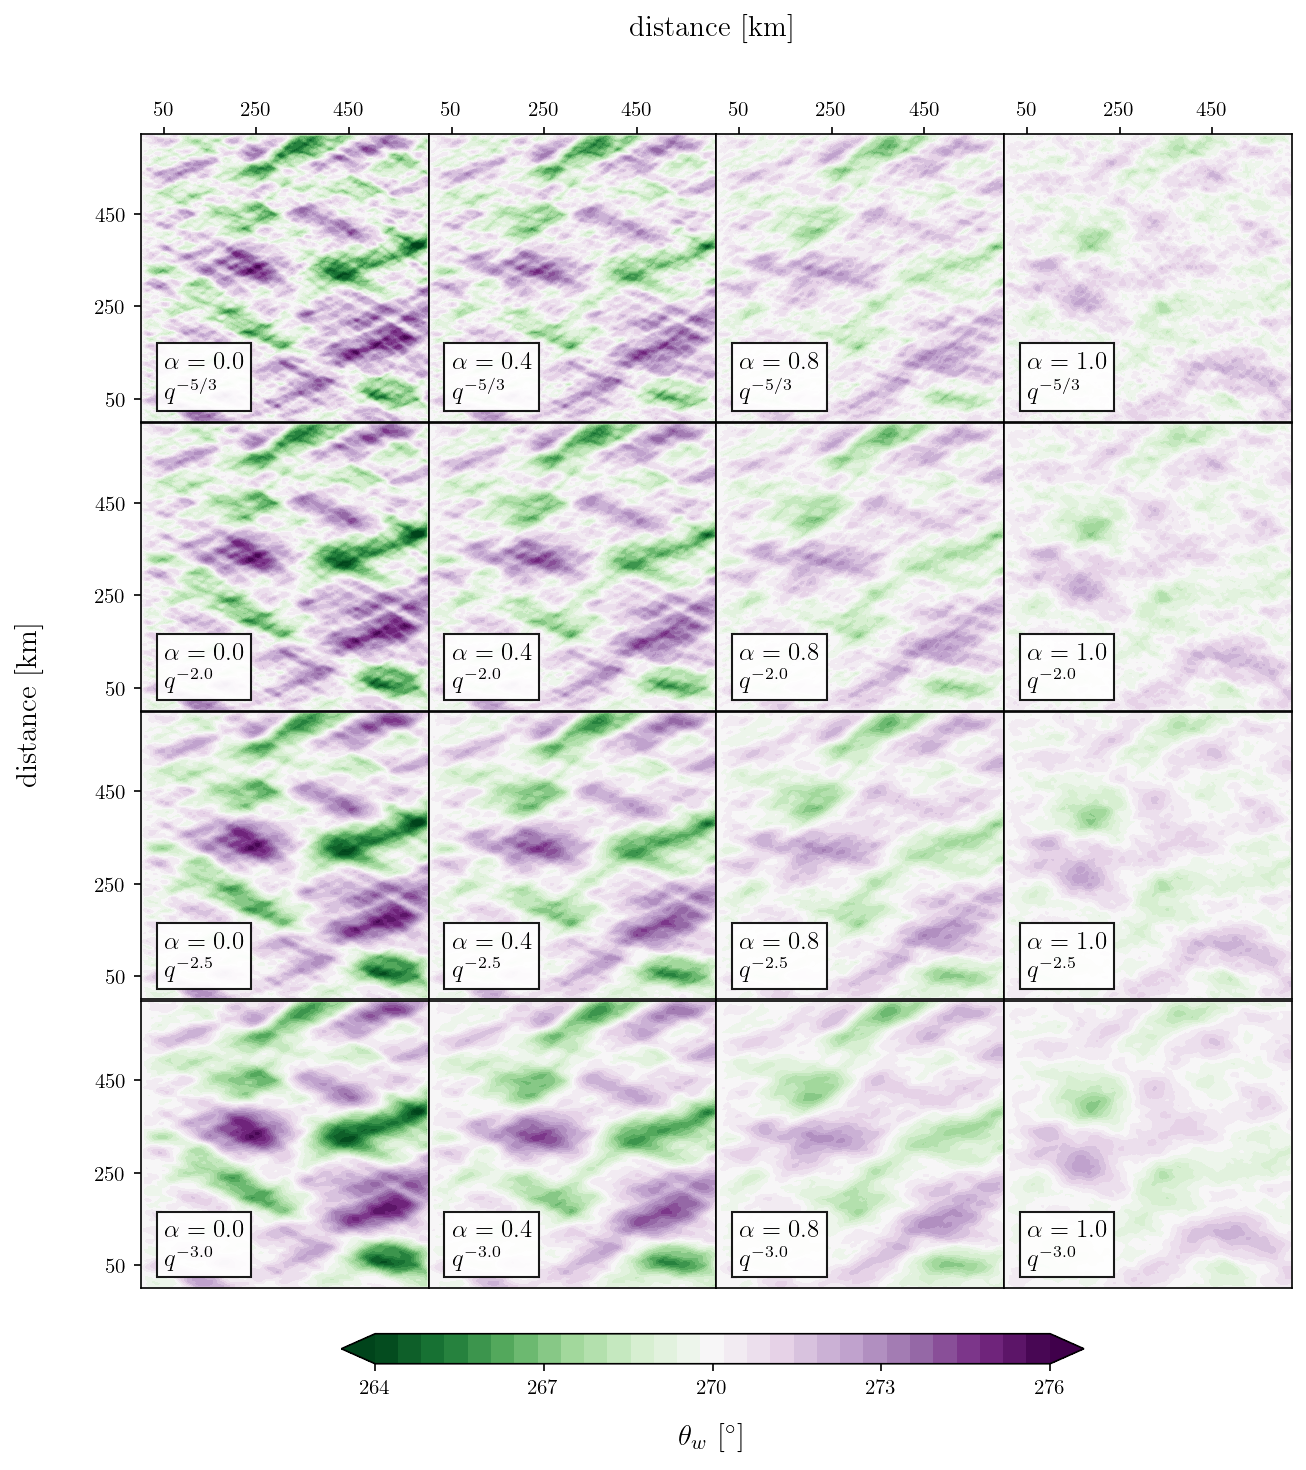 distance [km]
50 250 450 50 250 450 50 250 450 50 250 450
distance [km]
450
250
50
α = 0.0
q^{-5/3}
α = 0.4
q^{-5/3}
α = 0.8
q^{-5/3}
α = 1.0
q^{-5/3}
450
250
50
α = 0.0
q^{-2.0}
α = 0.4
q^{-2.0}
α = 0.8
q^{-2.0}
α = 1.0
q^{-2.0}
450
250
50
α = 0.0
q^{-2.5}
α = 0.4
q^{-2.5}
α = 0.8
q^{-2.5}
α = 1.0
q^{-2.5}
450
250
50
α = 0.0
q^{-3.0}
α = 0.4
q^{-3.0}
α = 0.8
q^{-3.0}
α = 1.0
q^{-3.0}
264 267 270 273 276
θ_w [°]